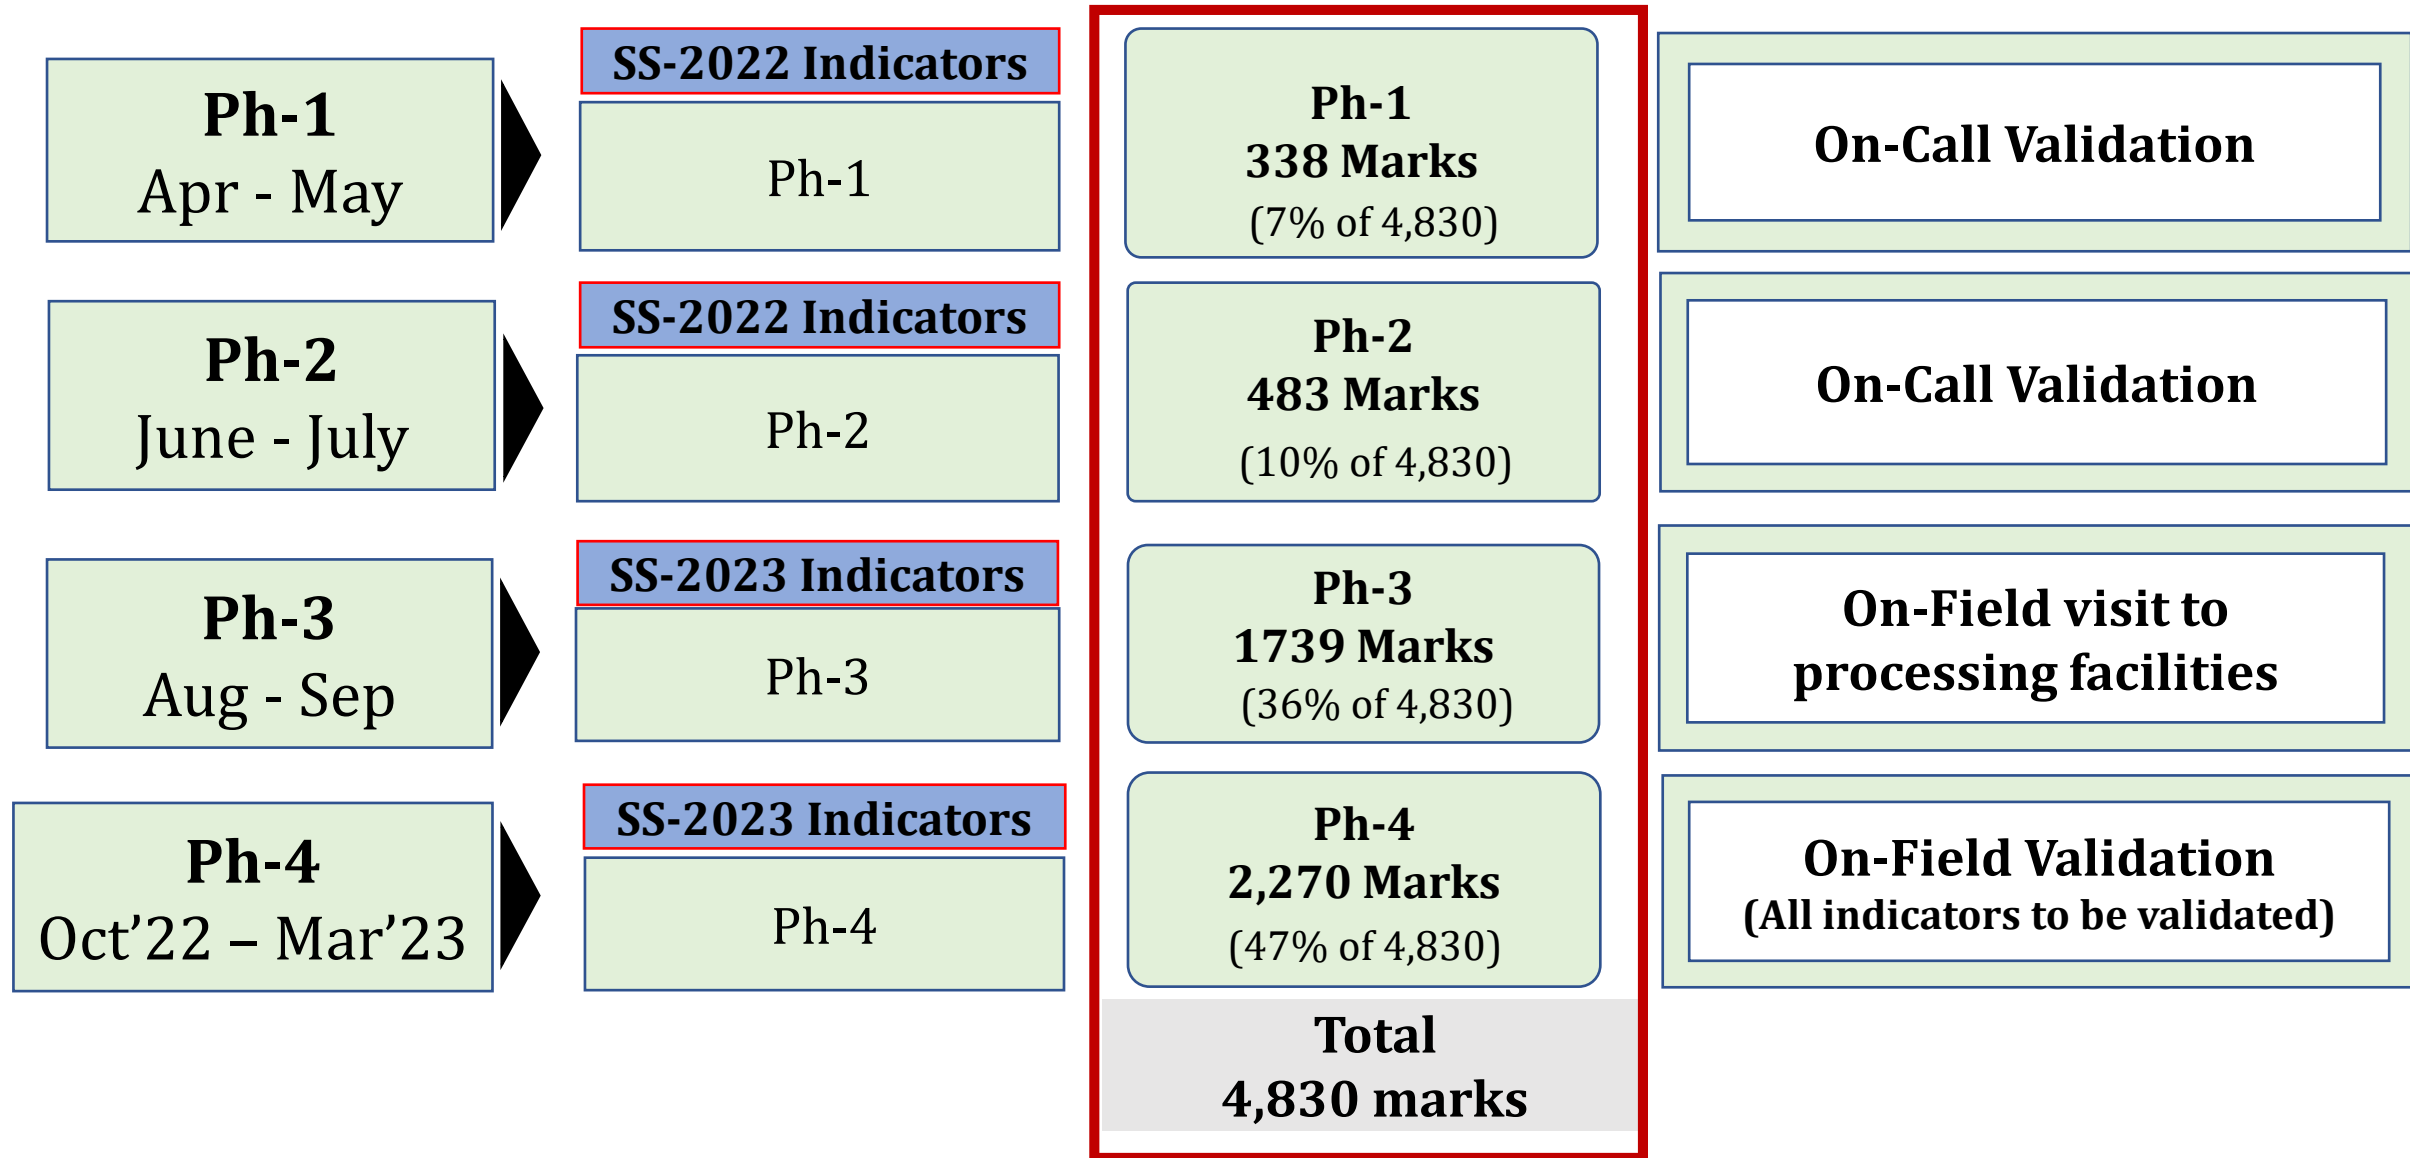 Ph-1
Apr - May
SS-2022 Indicators
Ph-1
Ph-1
338 Marks
(7% of 4,830)
On-Call Validation
Ph-2
June - July
SS-2022 Indicators
Ph-2
Ph-2
483 Marks
(10% of 4,830)
On-Call Validation
Ph-3
Aug - Sep
SS-2023 Indicators
Ph-3
Ph-3
1739 Marks
(36% of 4,830)
On-Field visit to
processing facilities
Ph-4
Oct’22 – Mar’23
SS-2023 Indicators
Ph-4
Ph-4
2,270 Marks
(47% of 4,830)
On-Field Validation
(All indicators to be validated)
Total
4,830 marks